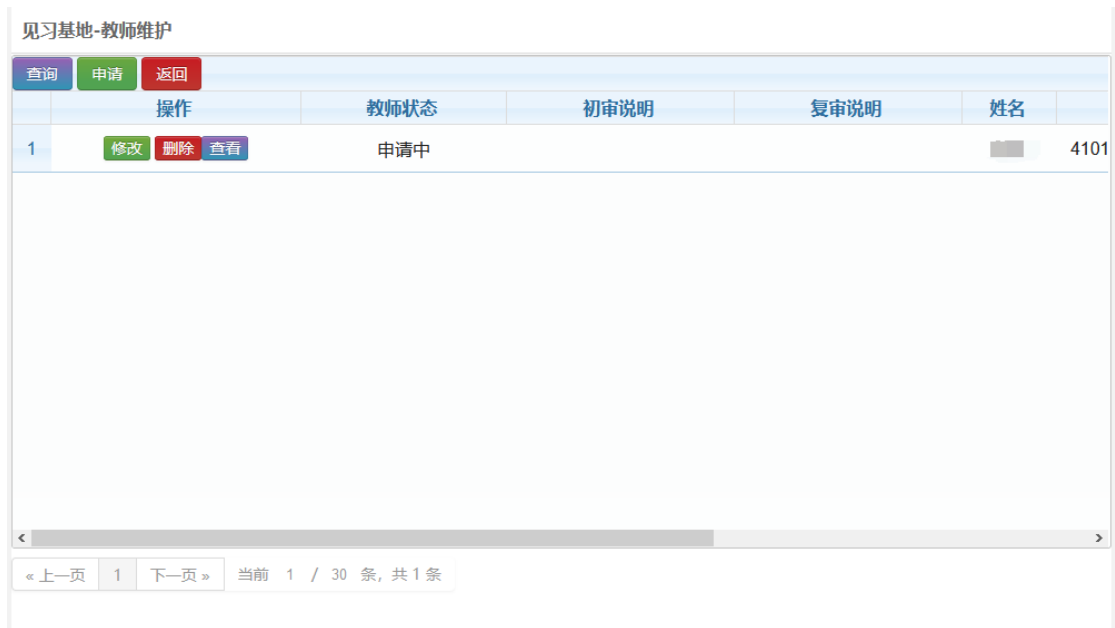 见习基地-教师维护
查询 申请 返回
操作 教师状态 初审说明 复审说明 姓名
1 修改 删除 查看 申请中 4101
«上一页 1 下一页» 当前 1 / 30 条, 共1条